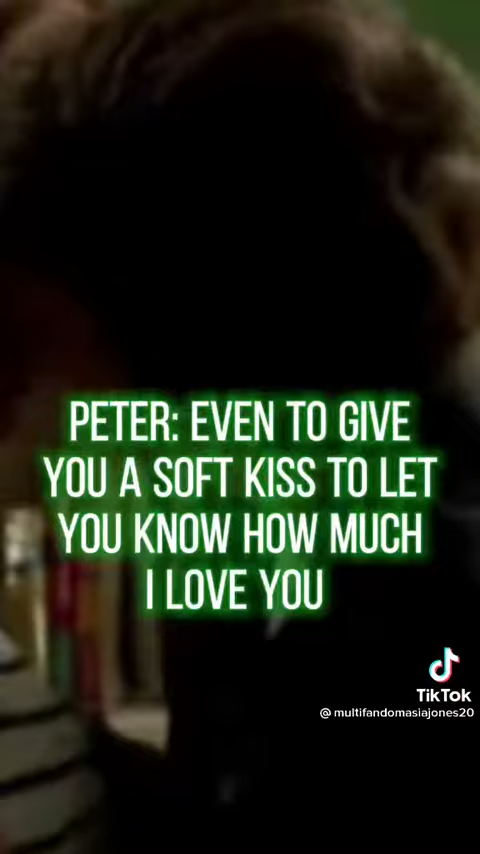 PETER: EVEN TO GIVE
YOU A SOFT KISS TO LET
YOU KNOW HOW MUCH
I LOVE YOU
TikTok
@multifandomasiajones20